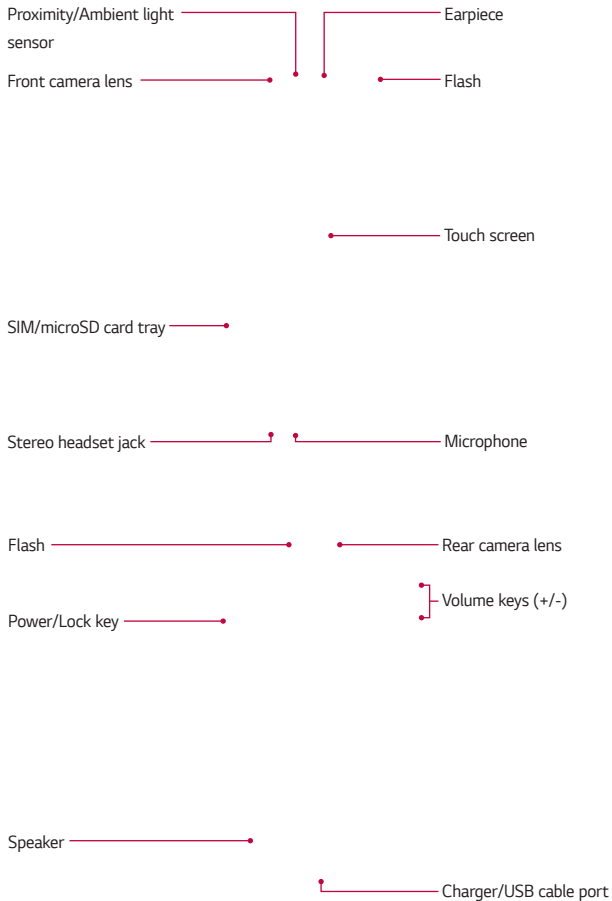 Proximity/Ambient light
sensor
Earpiece
Front camera lens
Flash
Touch screen
SIM/microSD card tray
Stereo headset jack
Microphone
Flash
Rear camera lens
Volume keys (+/-)
Power/Lock key
Speaker
Charger/USB cable port